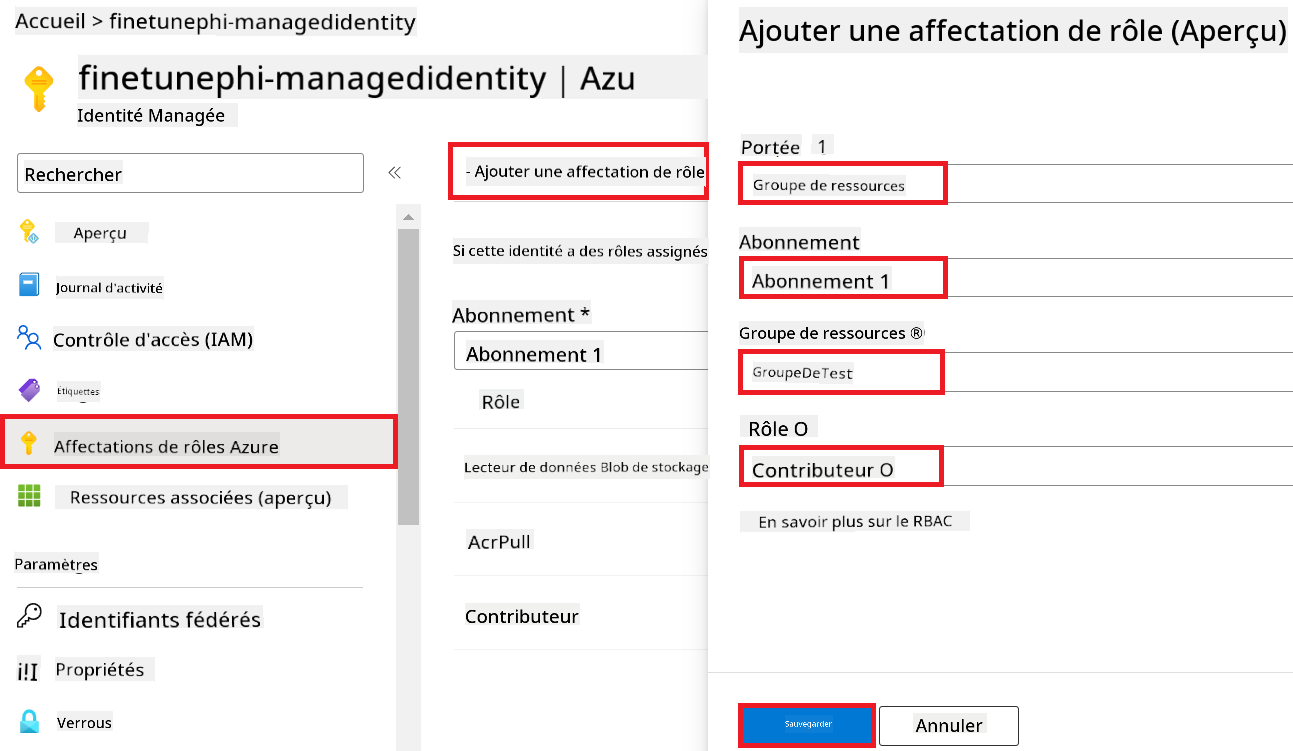 Accueil > finetunephi-managedidentity
finetunephi-managedidentity | Azu
Identité Managée
Rechercher
Aperçu
Journal d'activité
Contrôle d'accès (IAM)
Étiquettes
Affectations de rôles Azure
Ressources associées (aperçu)
Paramètres
Identifiants fédérés
Propriétés
Verrous
- Ajouter une affectation de rôle
Si cette identité a des rôles assignés
Abonnement *
Abonnement 1
Rôle
Lecteur de données Blob de stockage
AcrPull
Contributeur
Ajouter une affectation de rôle (Aperçu)
Portée 1
Groupe de ressources
Abonnement
Abonnement 1
Groupe de ressources ®
GroupeDeTest
Rôle O
Contributeur O
En savoir plus sur le RBAC
Sauvegarder
Annuler